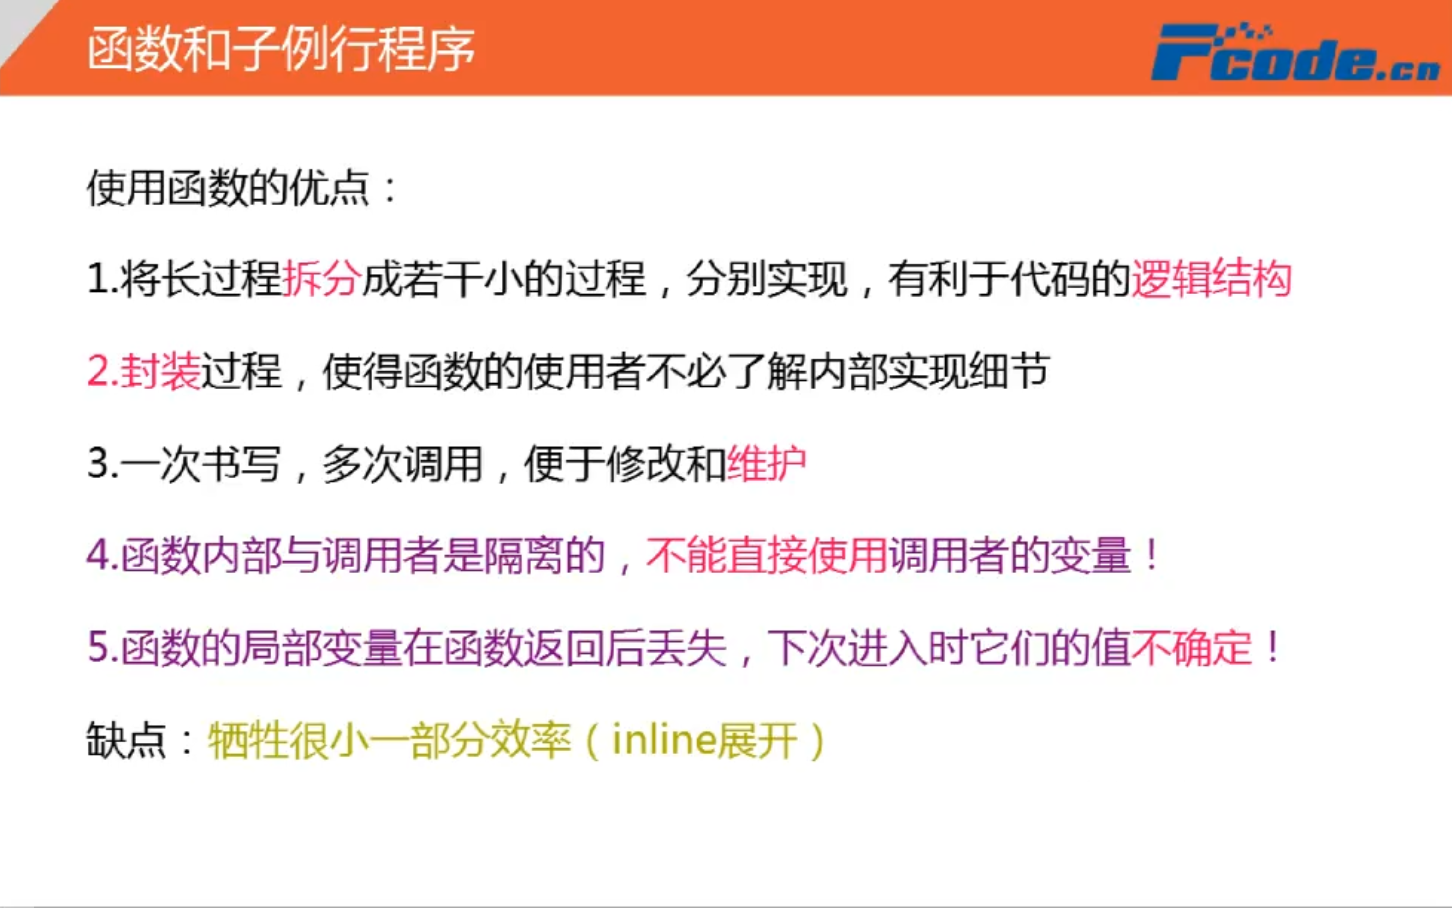 函数和子例行程序
Fcode.cn
使用函数的优点：
1.将长过程拆分成若干小的过程，分别实现，有利于代码的逻辑结构
2.封装过程，使得函数的使用者不必了解内部实现细节
3.一次书写，多次调用，便于修改和维护
4.函数内部与调用者是隔离的，不能直接使用调用者的变量！
5.函数的局部变量在函数返回后丢失，下次进入时它们的值不确定！
缺点：牺牲很小一部分效率（inline展开）